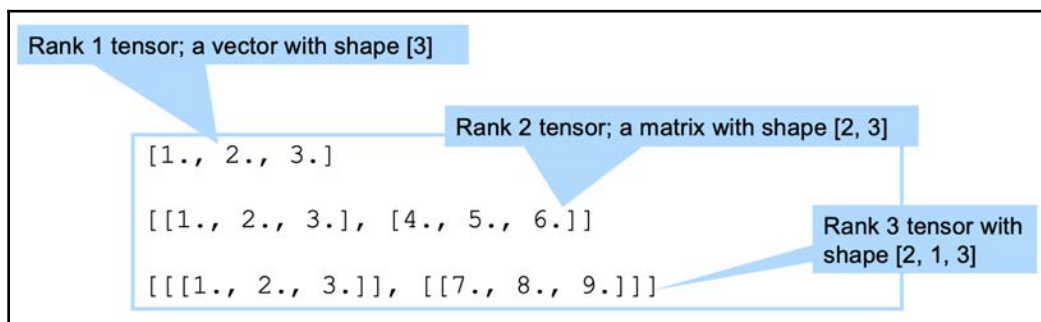 Rank 1 tensor; a vector with shape [3]
Rank 2 tensor; a matrix with shape [2, 3]
[1., 2., 3.]
[[1., 2., 3.], [4., 5., 6.]]
Rank 3 tensor with
shape [2, 1, 3]
[[[1., 2., 3.]], [[7., 8., 9.]]]